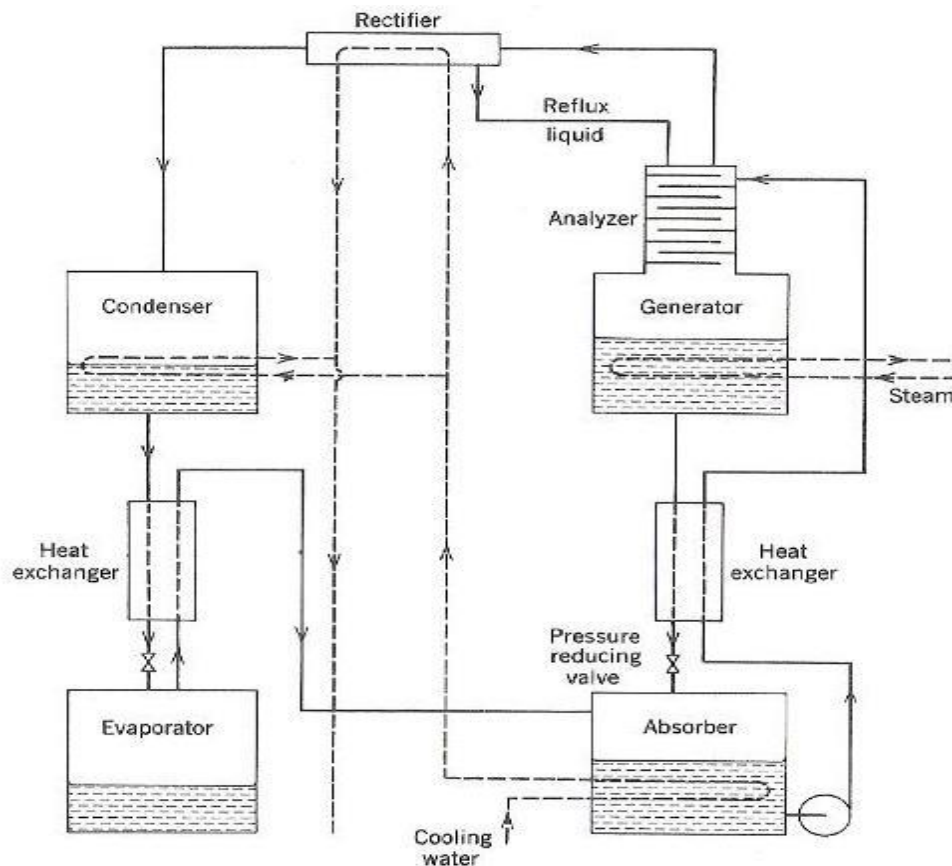 Rectifier
Reflux
liquid
Analyzer
Condenser
Generator
Steam
Heat
exchanger
Heat
exchanger
Pressure
reducing
valve
Evaporator
Absorber
Cooling
water